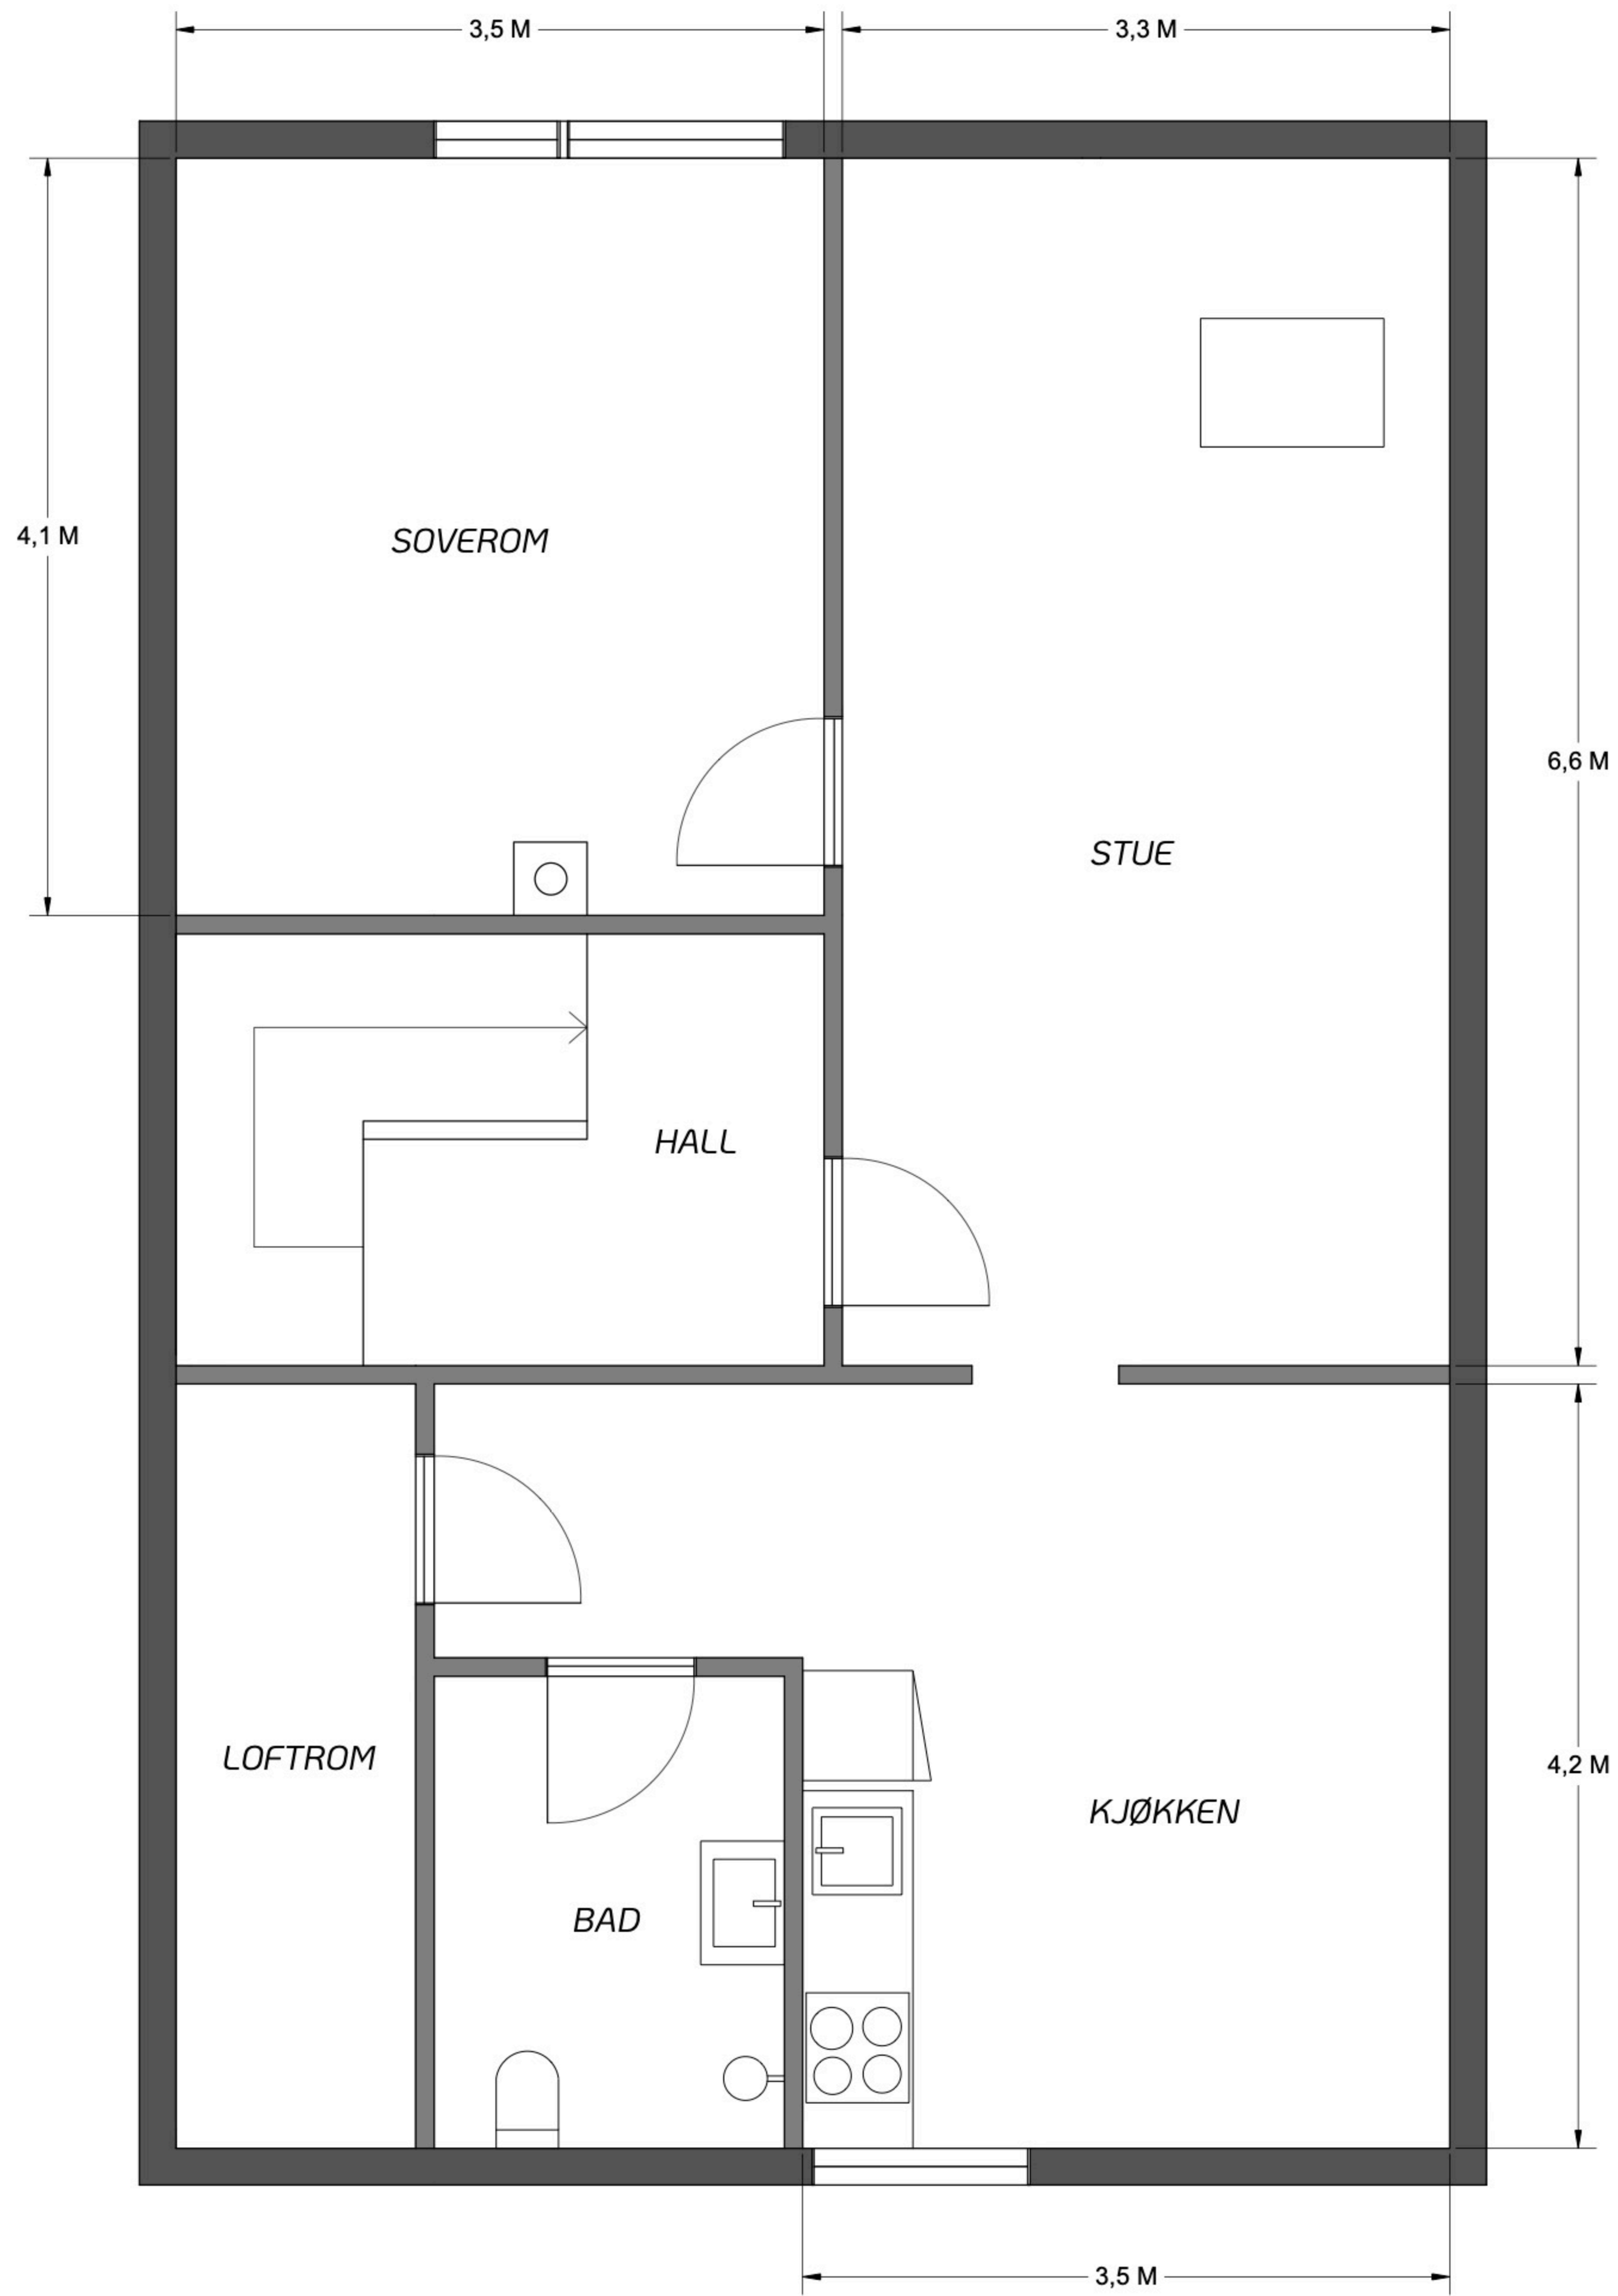 3,5 M
3,3 M
4,1 M
SOVEROM
6,6 M
STUE
HALL
LOFTROM
4,2 M
KJØKKEN
BAD
3,5 M